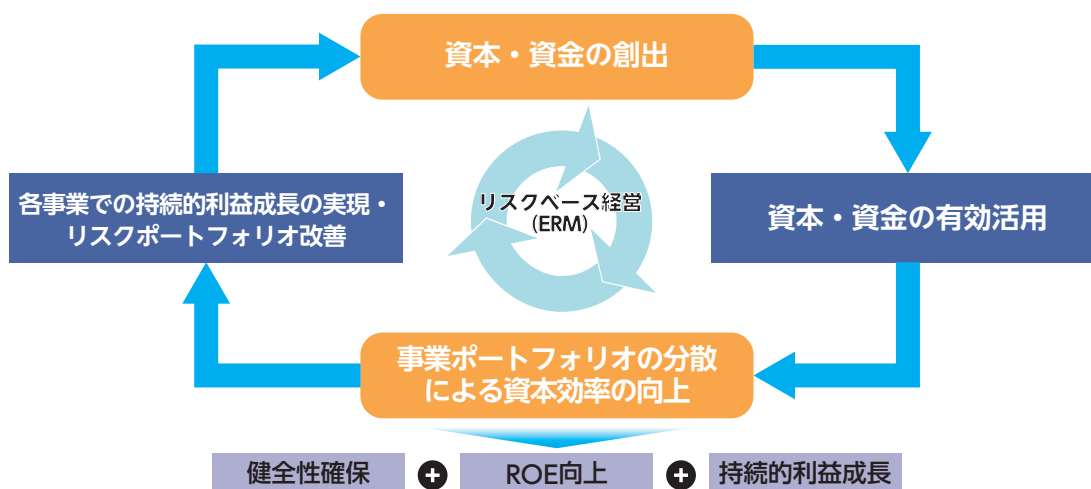 資本・資金の創出
各事業での持続的利益成長の実現・
リスクポートフォリオ改善
リスクベース経営
(ERM)
資本・資金の有効活用
事業ポートフォリオの分散
による資本効率の向上
健全性確保 + ROE向上 + 持続的利益成長